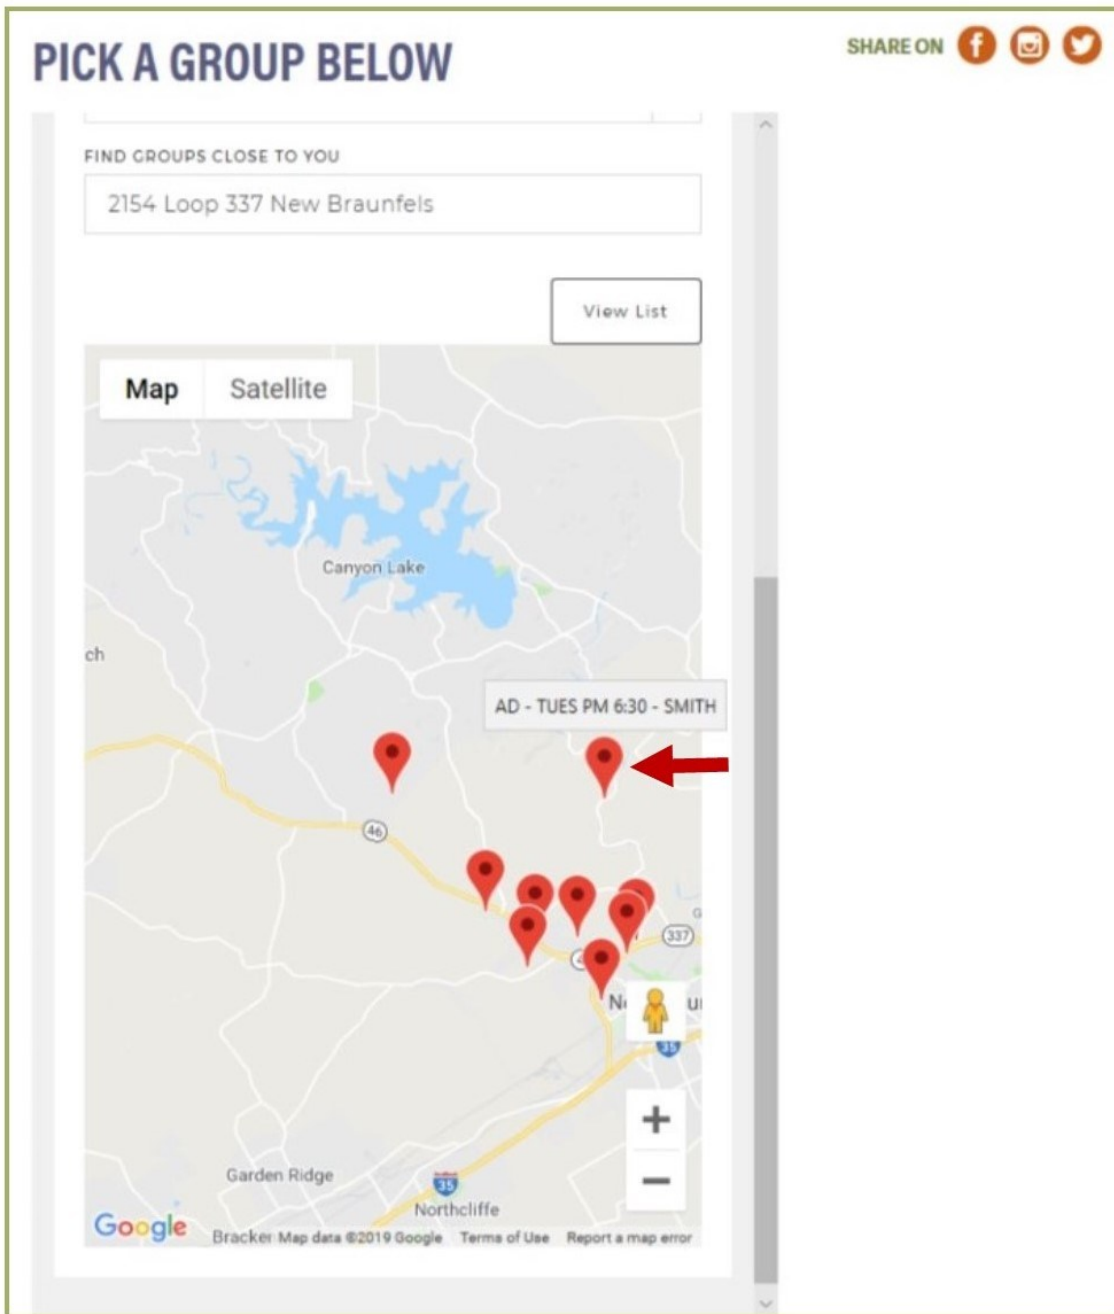 PICK A GROUP BELOW
SHARE ON
FIND GROUPS CLOSE TO YOU
2154 Loop 337 New Braunfels
View List
Map Satellite
Canyon Lake
ch
AD - TUES PM 6:30 - SMITH
46
337
35
Garden Ridge
35
Northcliffe
Google
Bracker Map data ©2019 Google Terms of Use Report a map error